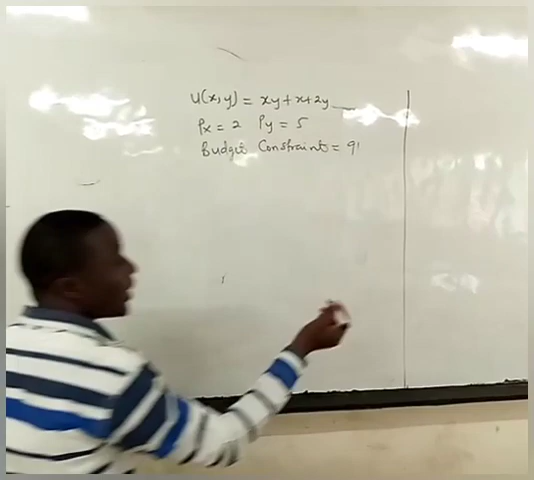 U(x,y) = xy + x + 2y
Px = 2 Py = 5
Budget Constraint = 91